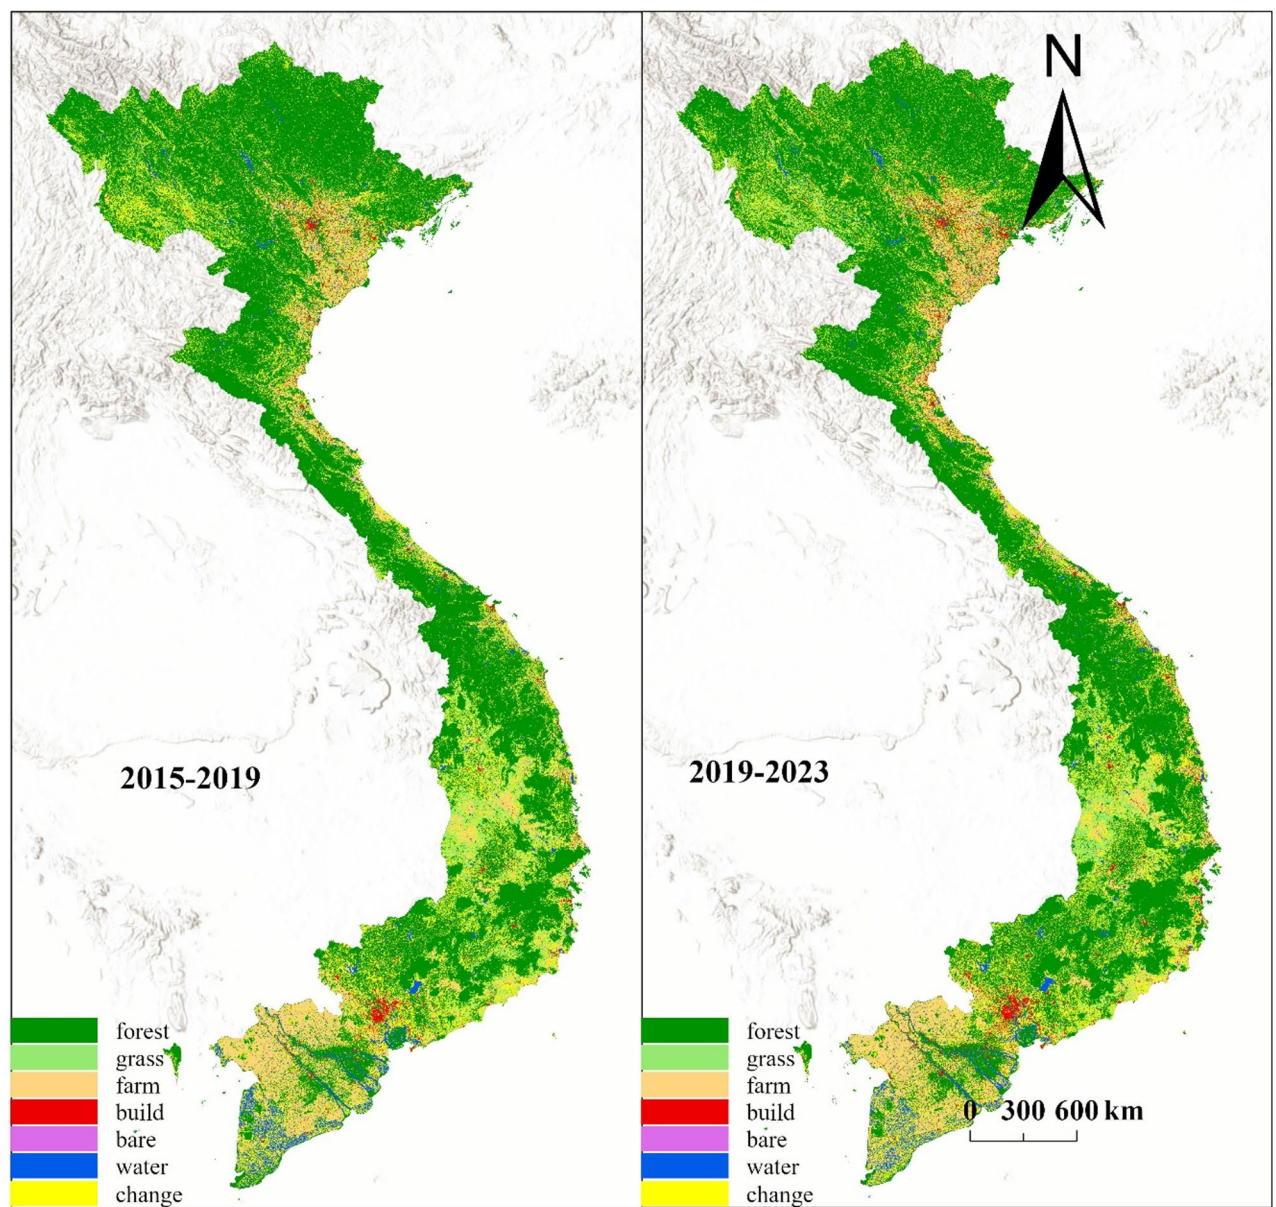 N
2015-2019
2019-2023
forest
grass
farm
build
bare
water
change
forest
grass
farm
build
bare
water
change
0 300 600 km